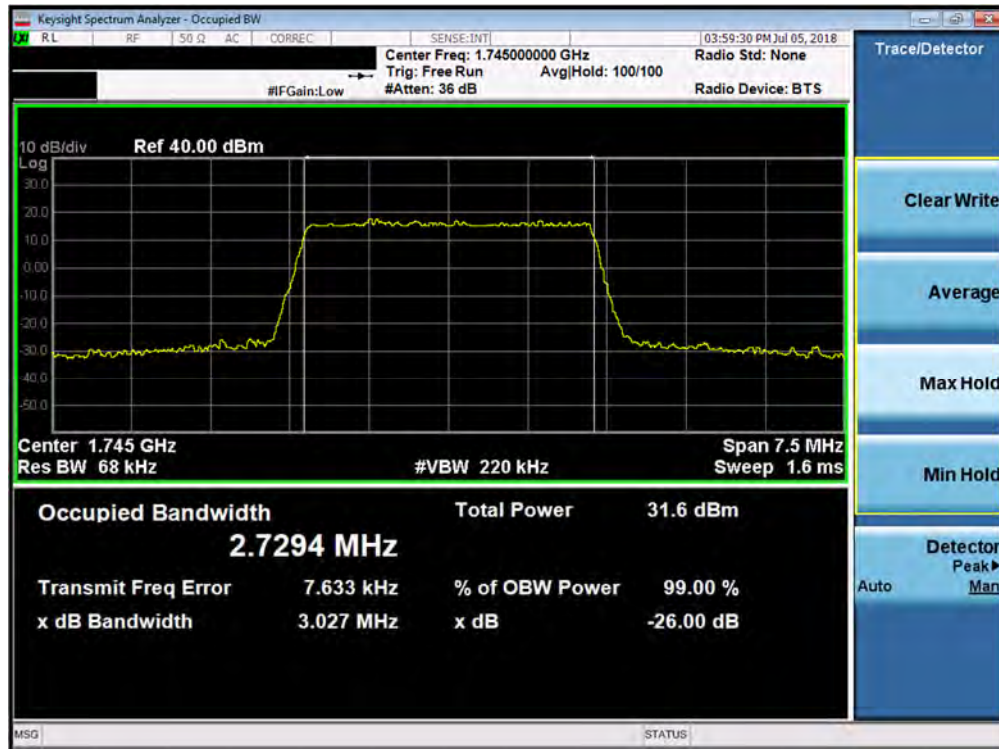 Keysight Spectrum Analyzer - Occupied BW
RL RF 50 Ω AC CORREC SENSE:INT 03:59:30 PM Jul 05, 2018
Center Freq: 1.745000000 GHz Radio Std: None
Trig: Free Run Avg|Hold: 100/100
#IFGain:Low #Atten: 36 dB Radio Device: BTS
Trace/Detector
10 dB/div Ref 40.00 dBm
Log
30.0
20.0
10.0
0.00
-10.0
-20.0
-30.0
-40.0
-50.0
Center 1.745 GHz Span 7.5 MHz
Res BW 68 kHz #VBW 220 kHz Sweep 1.6 ms
Occupied Bandwidth Total Power 31.6 dBm
2.7294 MHz
Transmit Freq Error 7.633 kHz % of OBW Power 99.00 %
x dB Bandwidth 3.027 MHz x dB -26.00 dB
Clear Write
Average
Max Hold
Min Hold
Detector
Peak▶
Auto Man
MSG STATUS